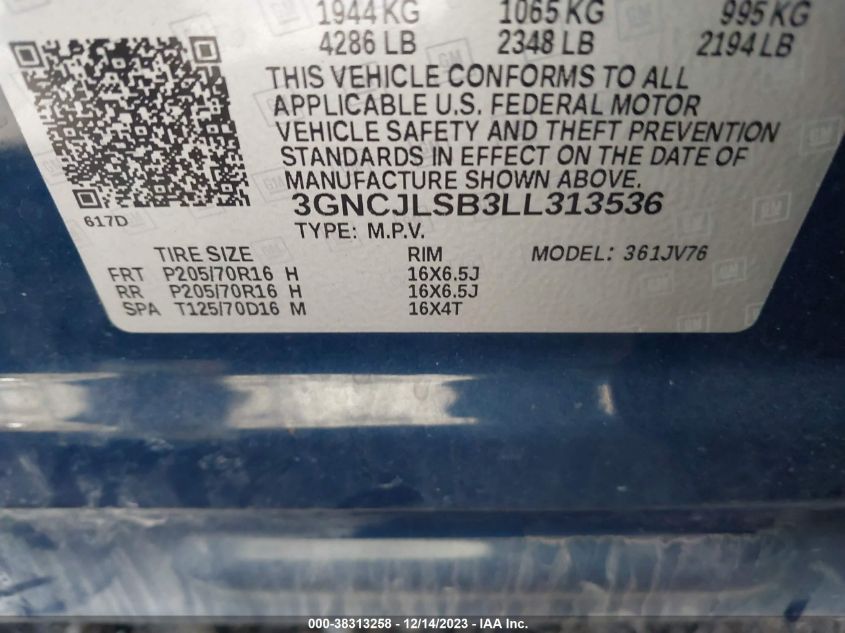 1944 KG 1065 KG 995 KG
4286 LB 2348 LB 2194 LB
THIS VEHICLE CONFORMS TO ALL
APPLICABLE U.S. FEDERAL MOTOR
VEHICLE SAFETY AND THEFT PREVENTION
STANDARDS IN EFFECT ON THE DATE OF
MANUFACTURE SHOWN ABOVE.
617D
3GNCJLSB3LL313536
TYPE: M.P.V.
TIRE SIZE RIM MODEL: 361JV76
FRT P205/70R16 H 16X6.5J
RR P205/70R16 H 16X6.5J
SPA T125/70D16 M 16X4T
000-38313258 - 12/14/2023 - IAA Inc.